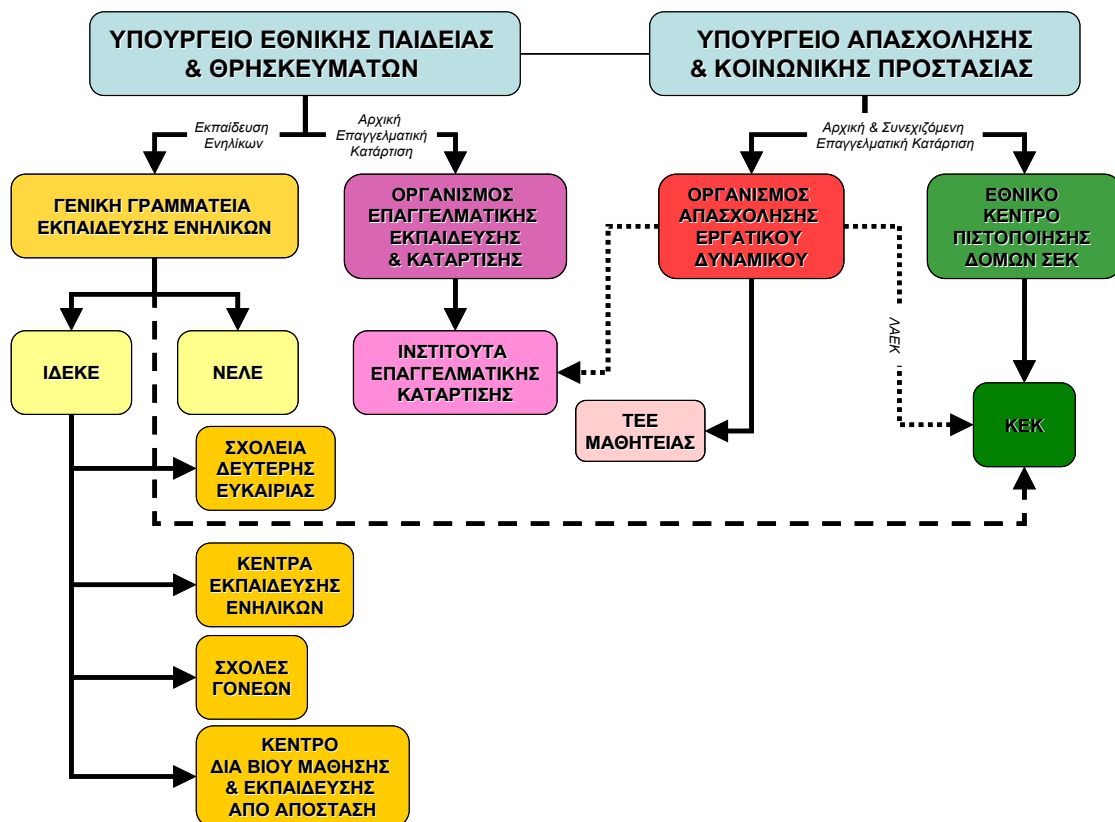 ΥΠΟΥΡΓΕΙΟ ΕΘΝΙΚΗΣ ΠΑΙΔΕΙΑΣ
& ΘΡΗΣΚΕΥΜΑΤΩΝ
ΥΠΟΥΡΓΕΙΟ ΑΠΑΣΧΟΛΗΣΗΣ
& ΚΟΙΝΩΝΙΚΗΣ ΠΡΟΣΤΑΣΙΑΣ
Εκπαίδευση
Ενηλίκων
Αρχική
Επαγγελματική
Κατάρτιση
Αρχική & Συνεχιζόμενη
Επαγγελματική Κατάρτιση
ΓΕΝΙΚΗ ΓΡΑΜΜΑΤΕΙΑ
ΕΚΠΑΙΔΕΥΣΗΣ ΕΝΗΛΙΚΩΝ
ΟΡΓΑΝΙΣΜΟΣ
ΕΠΑΓΓΕΛΜΑΤΙΚΗΣ
ΕΚΠΑΙΔΕΥΣΗΣ
& ΚΑΤΑΡΤΙΣΗΣ
ΟΡΓΑΝΙΣΜΟΣ
ΑΠΑΣΧΟΛΗΣΗΣ
ΕΡΓΑΤΙΚΟΥ
ΔΥΝΑΜΙΚΟΥ
ΕΘΝΙΚΟ
ΚΕΝΤΡΟ
ΠΙΣΤΟΠΟΙΗΣΗΣ
ΔΟΜΩΝ ΣΕΚ
ΙΔΕΚΕ
ΝΕΛΕ
ΙΝΣΤΙΤΟΥΤΑ
ΕΠΑΓΓΕΛΜΑΤΙΚΗΣ
ΚΑΤΑΡΤΙΣΗΣ
ΛΑΕΚ
ΤΕΕ
ΜΑΘΗΤΕΙΑΣ
ΚΕΚ
ΣΧΟΛΕΙΑ
ΔΕΥΤΕΡΗΣ
ΕΥΚΑΙΡΙΑΣ
ΚΕΝΤΡΑ
ΕΚΠΑΙΔΕΥΣΗΣ
ΕΝΗΛΙΚΩΝ
ΣΧΟΛΕΣ
ΓΟΝΕΩΝ
ΚΕΝΤΡΟ
ΔΙΑ ΒΙΟΥ ΜΑΘΗΣΗΣ
& ΕΚΠΑΙΔΕΥΣΗΣ
ΑΠΟ ΑΠΟΣΤΑΣΗ